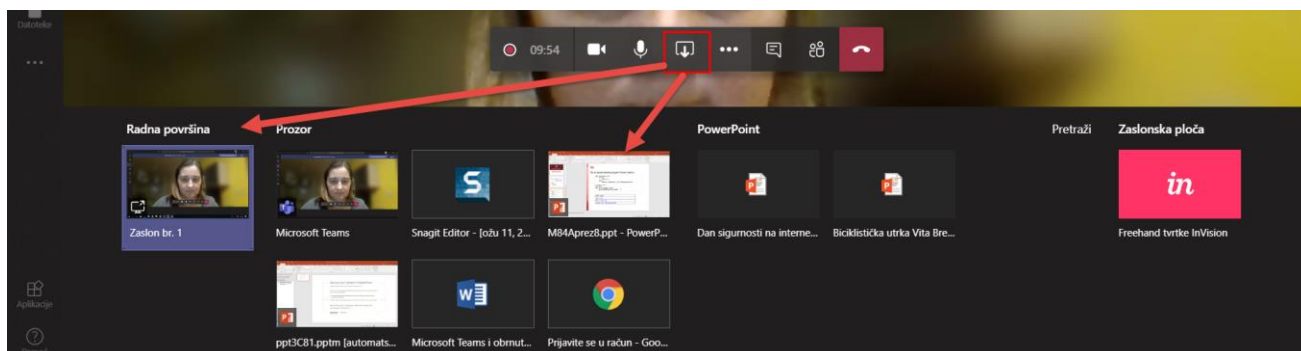 Datoteke
09:54
Radna površina
Prozor
PowerPoint
Pretraži
Zaslonska ploča
S
in
Zaslon br. 1
Microsoft Teams
Snagit Editor - [ožu 11, 2...
M84Aprez8.ppt - PowerP...
Dan sigurnosti na interne...
Biciklistička utrka Vita Bre...
Freehand tvrtke InVision
Aplikacije
W
ppt3C81.pptm [automats...
Microsoft Teams i obrnut...
Prijavite se u račun - Goo...